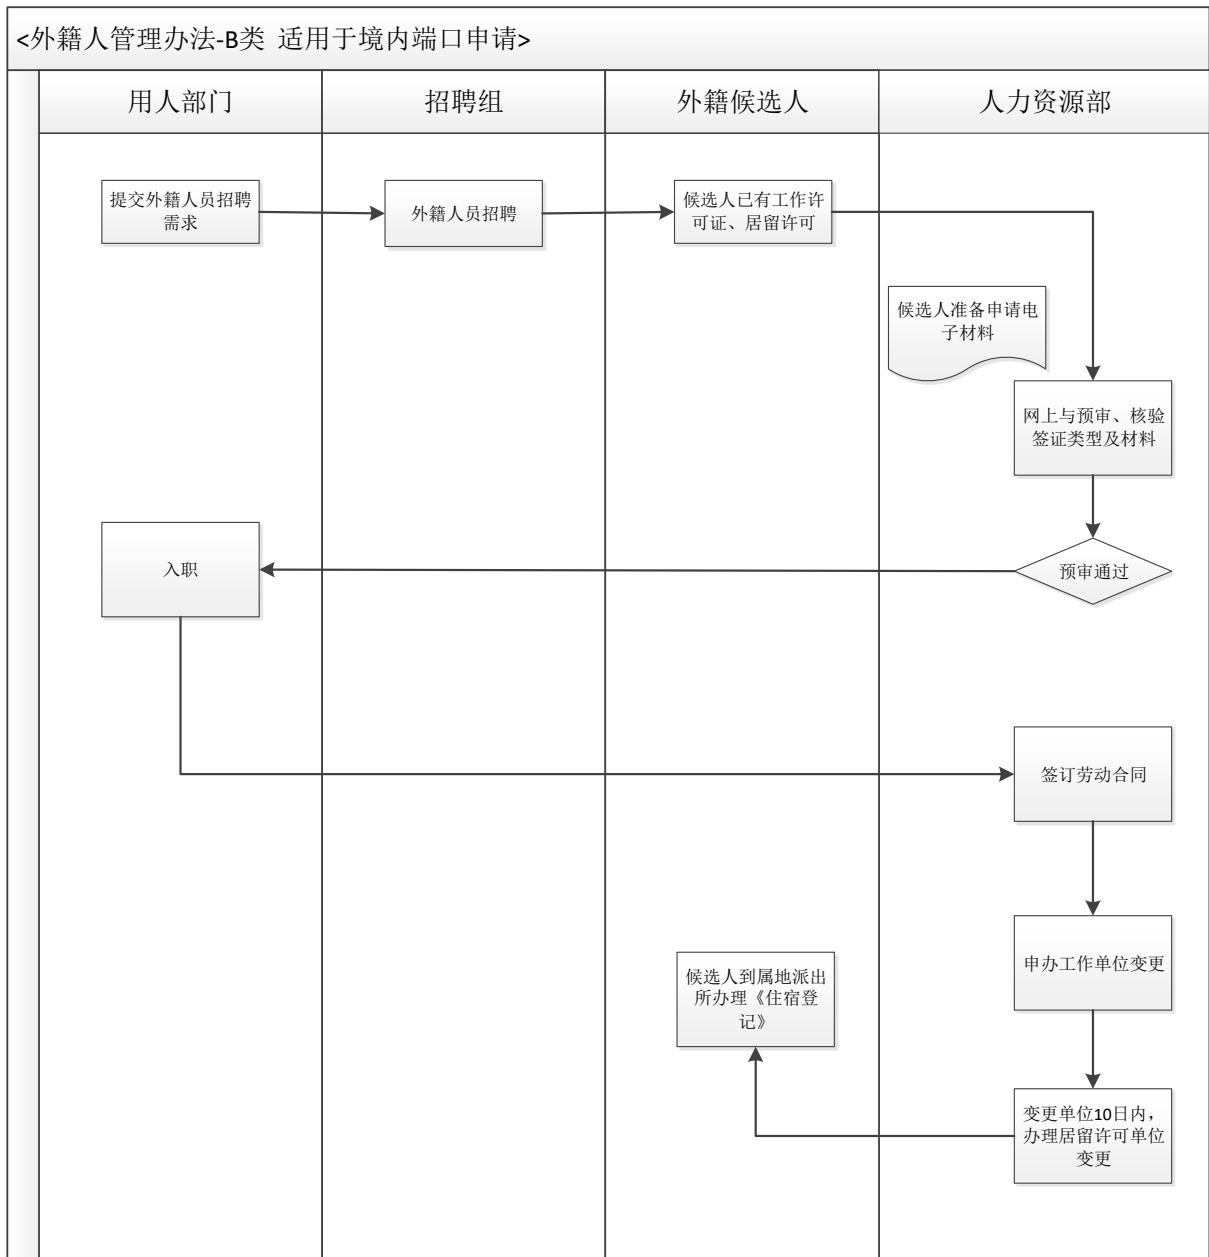 <外籍人管理办法-B类 适用于境内端口申请>
用人部门
招聘组
外籍候选人
人力资源部
提交外籍人员招聘
需求
外籍人员招聘
候选人已有工作许
可证、居留许可
候选人准备申请电
子材料
网上与预审、核验
签证类型及材料
预审通过
入职
签订劳动合同
申办工作单位变更
候选人到属地派出
所办理《住宿登
记》
变更单位10日内，
办理居留许可单位
变更